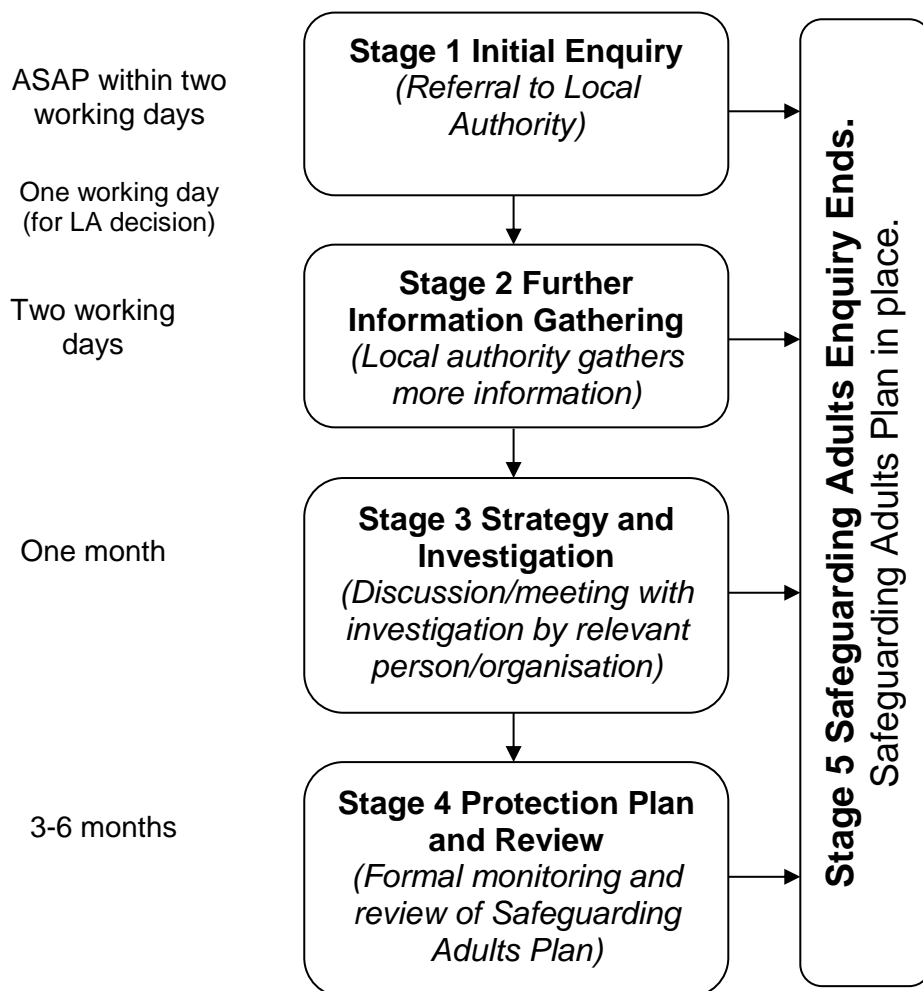 ASAP within two
working days
Stage 1 Initial Enquiry
(Referral to Local
Authority)
One working day
(for LA decision)
Two working
days
Stage 2 Further
Information Gathering
(Local authority gathers
more information)
One month
Stage 3 Strategy and
Investigation
(Discussion/meeting with
investigation by relevant
person/organisation)
3-6 months
Stage 4 Protection Plan
and Review
(Formal monitoring and
review of Safeguarding
Adults Plan)
Stage 5 Safeguarding Adults Enquiry Ends.
Safeguarding Adults Plan in place.